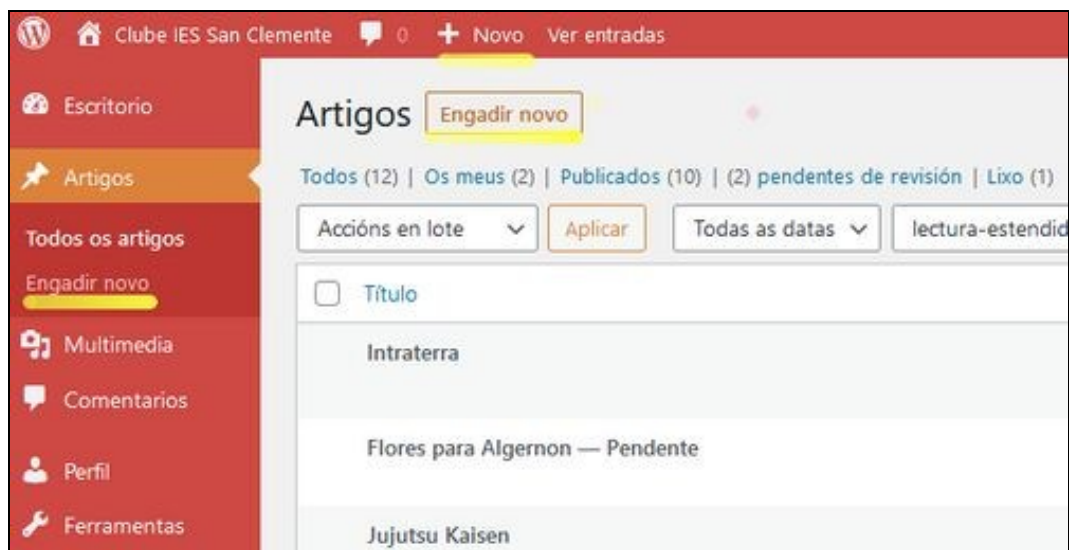 Clube IES San Clemente 0 + Novo Ver entradas
Escritorio
Artigos Engadir novo
Artigos
Todos (12) | Os meus (2) | Publicados (10) | (2) pendentes de revisión | Lixo (1)
Todos os artigos
Accións en lote Aplicar Todas as datas lectura-estendid
Engadir novo
Título
Multimedia
Intraterra
Comentarios
Flores para Algernon — Pendente
Perfil
Ferramentas
Jujutsu Kaisen